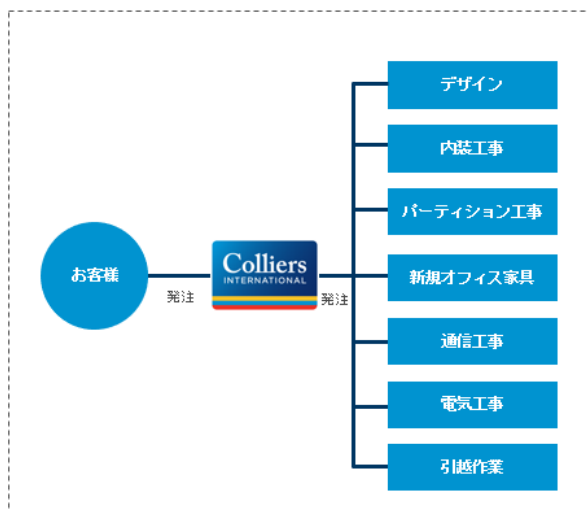 デザイン
内装工事
パーティション工事
お客様
発注
Colliers
INTERNATIONAL
発注
新規オフィス家具
通信工事
電気工事
引越作業